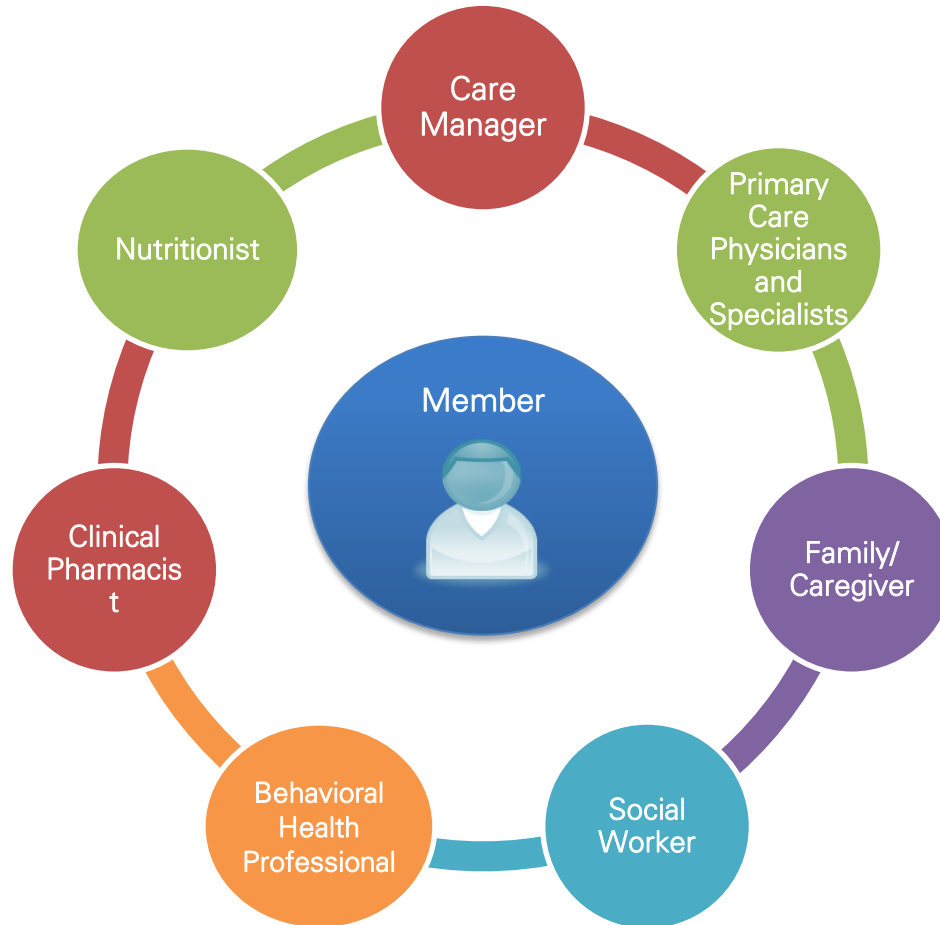 Care
Manager
Primary
Care
Physicians
and
Specialists
Family/
Caregiver
Social
Worker
Behavioral
Health
Professional
Clinical
Pharmacis
t
Nutritionist
Member